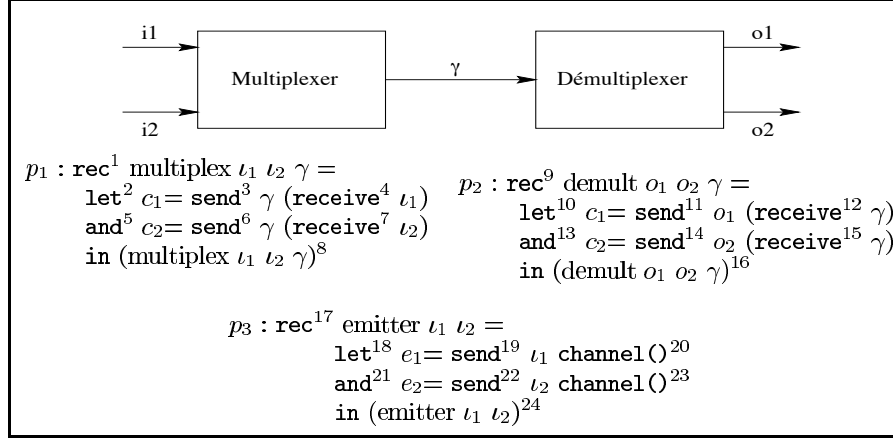 i1
i2
Multiplexer
γ
Démultiplexer
o1
o2
p₁ : rec¹ multiplex ι₁ ι₂ γ =
let² c₁= send³ γ (receive⁴ ι₁)
and⁵ c₂= send⁶ γ (receive⁷ ι₂)
in (multiplex ι₁ ι₂ γ)⁸
p₂ : rec⁹ demult o₁ o₂ γ =
let¹⁰ c₁= send¹¹ o₁ (receive¹² γ)
and¹³ c₂= send¹⁴ o₂ (receive¹⁵ γ)
in (demult o₁ o₂ γ)¹⁶
p₃ : rec¹⁷ emitter ι₁ ι₂ =
let¹⁸ e₁= send¹⁹ ι₁ channel()²⁰
and²¹ e₂= send²² ι₂ channel()²³
in (emitter ι₁ ι₂)²⁴